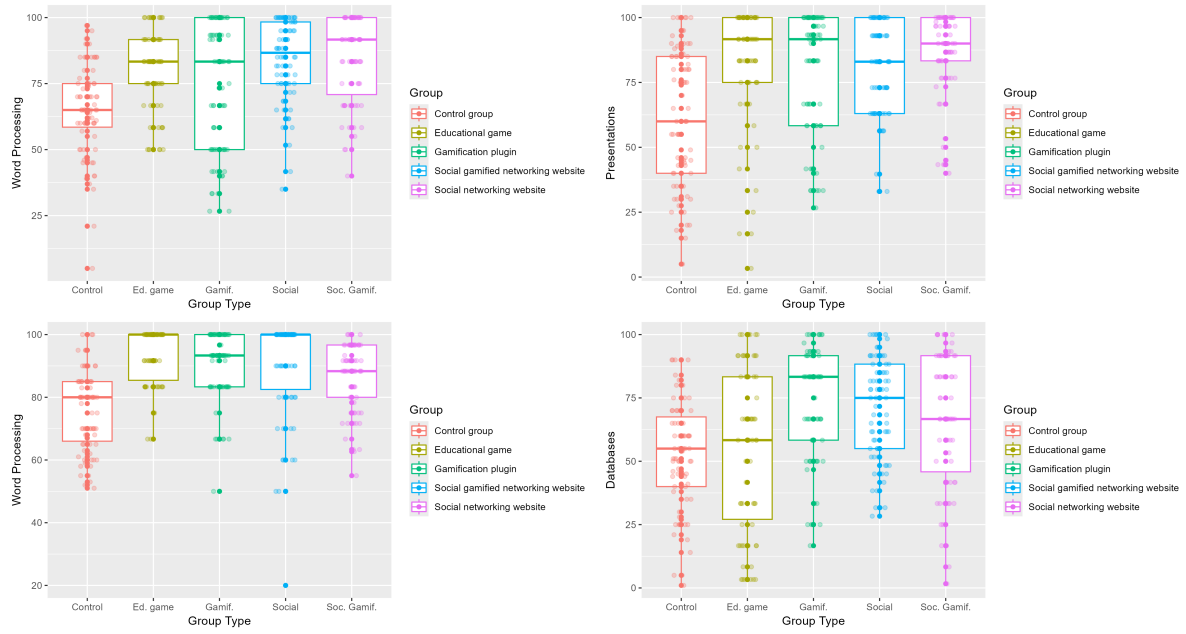 Word Processing
100
75
50
25
Control
Ed. game
Gamif.
Social
Soc. Gamif.
Group Type
Group
Control group
Educational game
Gamification plugin
Social gamified networking website
Social networking website
Presentations
100
75
50
25
0
Control
Ed. game
Gamif.
Social
Soc. Gamif.
Group Type
Group
Control group
Educational game
Gamification plugin
Social gamified networking website
Social networking website
Word Processing
100
80
60
40
20
Control
Ed. game
Gamif.
Social
Soc. Gamif.
Group Type
Group
Control group
Educational game
Gamification plugin
Social gamified networking website
Social networking website
Databases
100
75
50
25
0
Control
Ed. game
Gamif.
Social
Soc. Gamif.
Group Type
Group
Control group
Educational game
Gamification plugin
Social gamified networking website
Social networking website